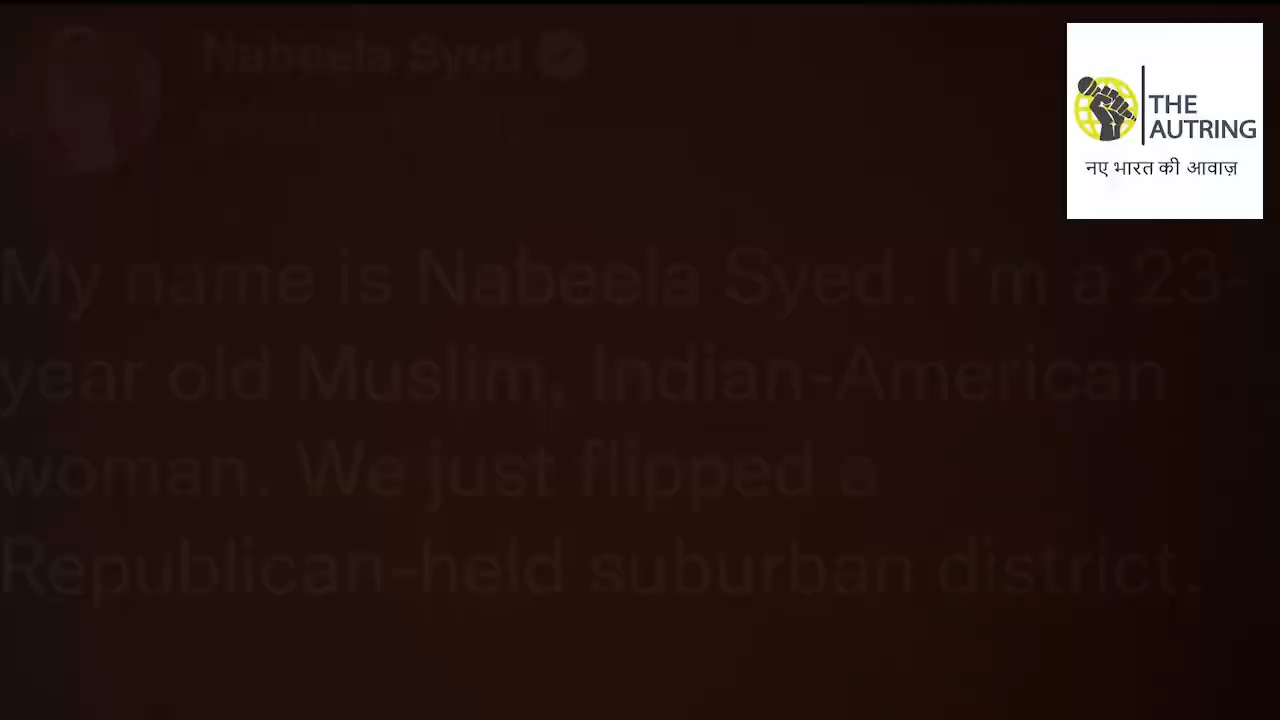 Nabeela Syed
THE
AUTRING
नए भारत की आवाज़
My name is Nabeela Syed. I'm a 23-
year old Muslim, Indian-American
woman. We just flipped a
Republican-held suburban district.